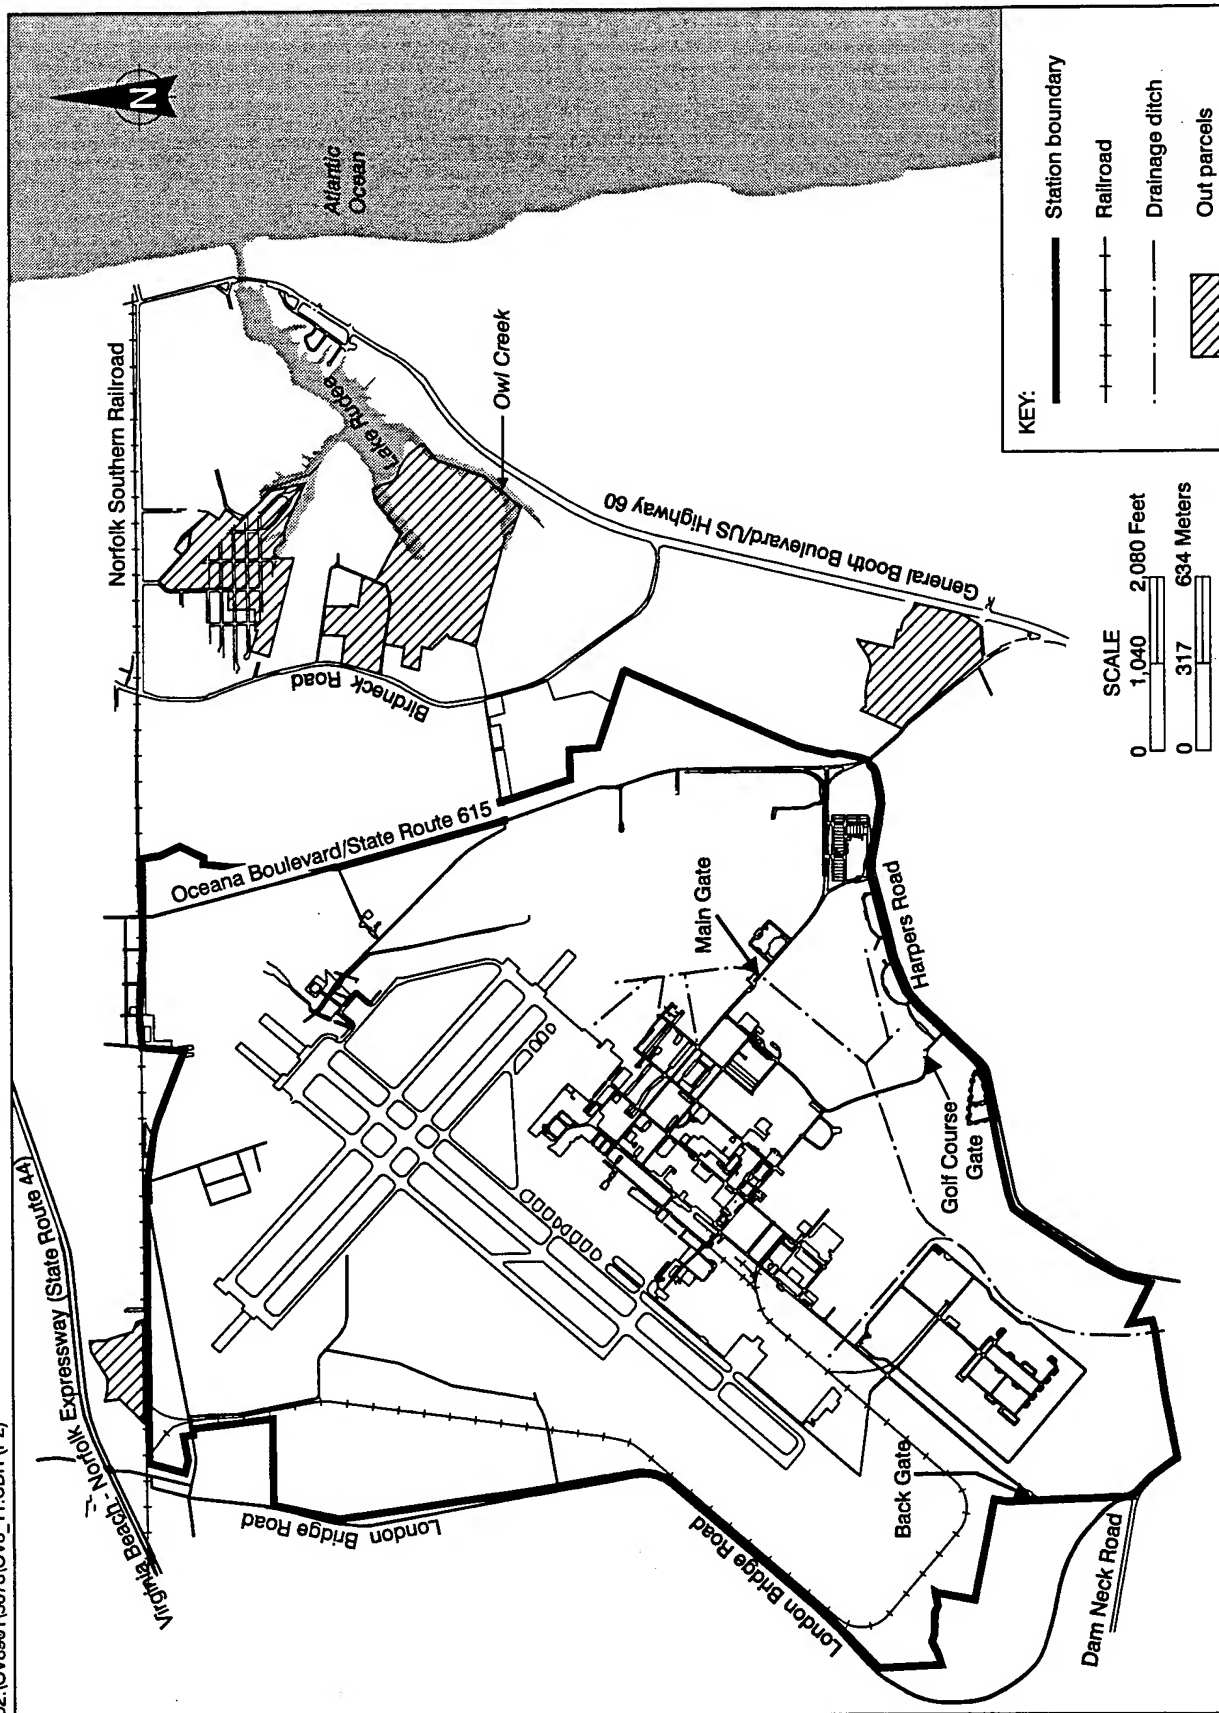 N
Atlantic
Ocean
Norfolk Southern Railroad
Lake Rudee
Owl Creek
General Booth Boulevard/US Highway 60
Birdneck Road
Oceana Boulevard/State Route 615
Virginia Beach - Norfolk Expressway (State Route 44)
London
Bridge Road
London Bridge Road
Main Gate
Harpers Road
Golf Course
Gate
Back Gate
Dam Neck Road
KEY:
Station boundary
Railroad
Drainage ditch
Out parcels
SCALE
0 1,040 2,080 Feet
0 317 634 Meters